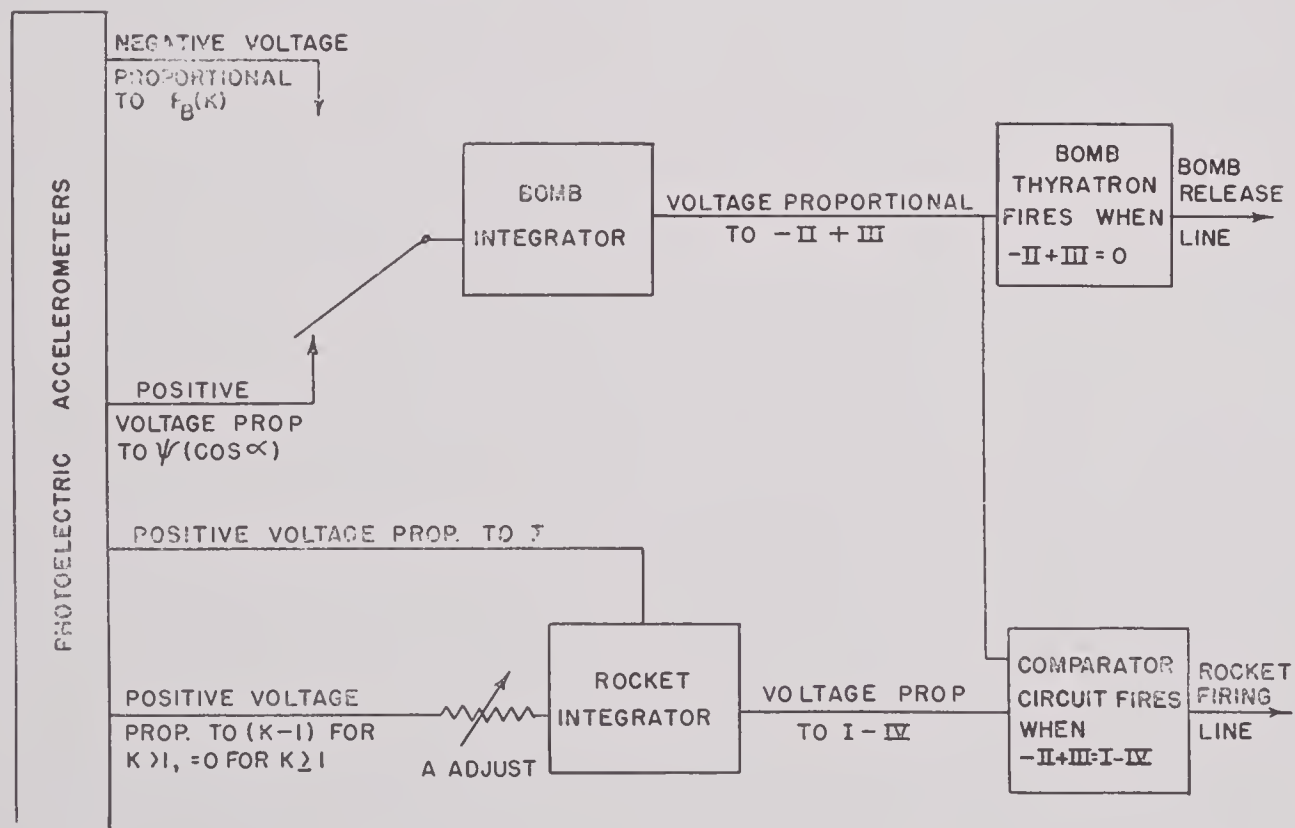 PHOTOELECTRIC ACCELEROMETERS
NEGATIVE VOLTAGE
PROPORTIONAL
TO F_B(K)
BOMB
INTEGRATOR
VOLTAGE PROPORTIONAL
TO -II + III
BOMB
THYRATRON
FIRES WHEN
-II+III = 0
BOMB
RELEASE
LINE
POSITIVE
VOLTAGE PROP
TO Ψ(COS∝)
POSITIVE VOLTAGE PROP. TO
POSITIVE VOLTAGE
PROP. TO (K-1) FOR
K>1, =0 FOR K≥1
A ADJUST
ROCKET
INTEGRATOR
VOLTAGE PROP
TO I-IV
COMPARATOR
CIRCUIT FIRES
WHEN
-II+III=I-IV
ROCKET
FIRING
LINE